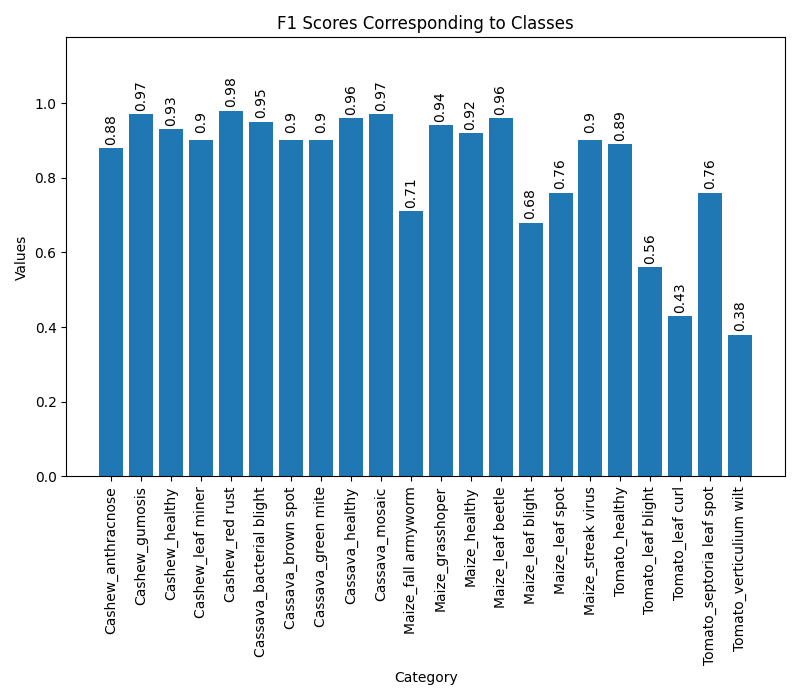 F1 Scores Corresponding to Classes
Values
1.0
0.8
0.6
0.4
0.2
0.0
0.88
0.97
0.93
0.9
0.98
0.95
0.9
0.9
0.96
0.97
0.71
0.94
0.92
0.96
0.68
0.76
0.9
0.89
0.56
0.43
0.76
0.38
Cashew_anthracnose
Cashew_gumosis
Cashew_healthy
Cashew_leaf miner
Cashew_red rust
Cassava_bacterial blight
Cassava_brown spot
Cassava_green mite
Cassava_healthy
Cassava_mosaic
Maize_fall armyworm
Maize_grasshoper
Maize_healthy
Maize_leaf beetle
Maize_leaf blight
Maize_leaf spot
Maize_streak virus
Tomato_healthy
Tomato_leaf blight
Tomato_leaf curl
Tomato_septoria leaf spot
Tomato_verticulium wilt
Category